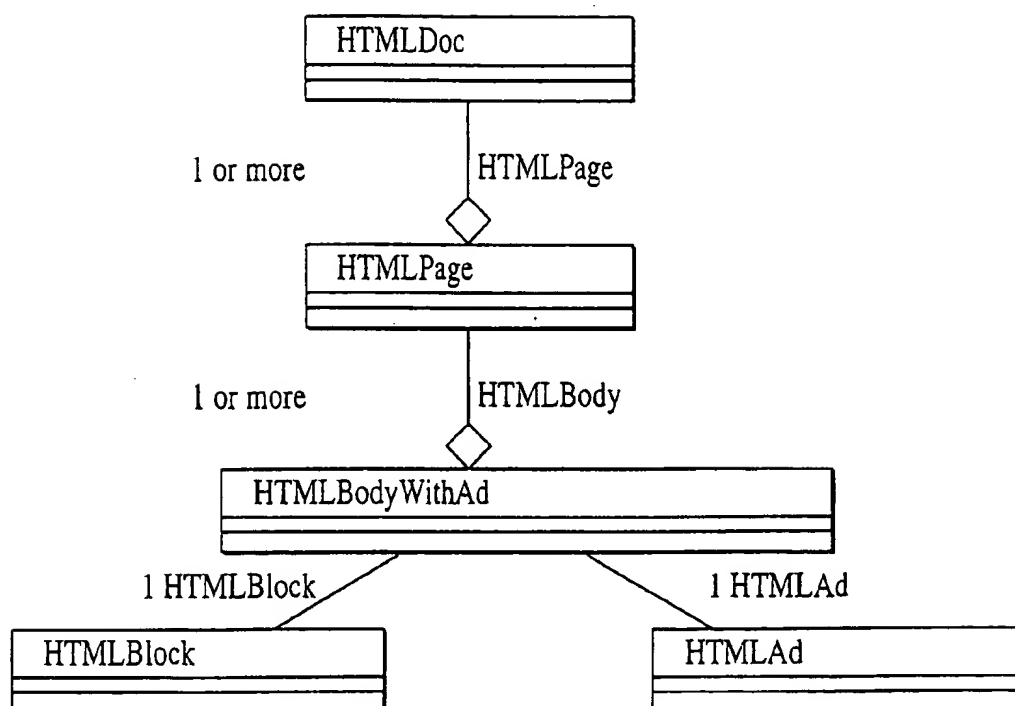 HTMLDoc
1 or more HTMLPage
HTMLPage
1 or more HTMLBody
HTMLBodyWithAd
1 HTMLBlock 1 HTMLAd
HTMLBlock HTMLAd